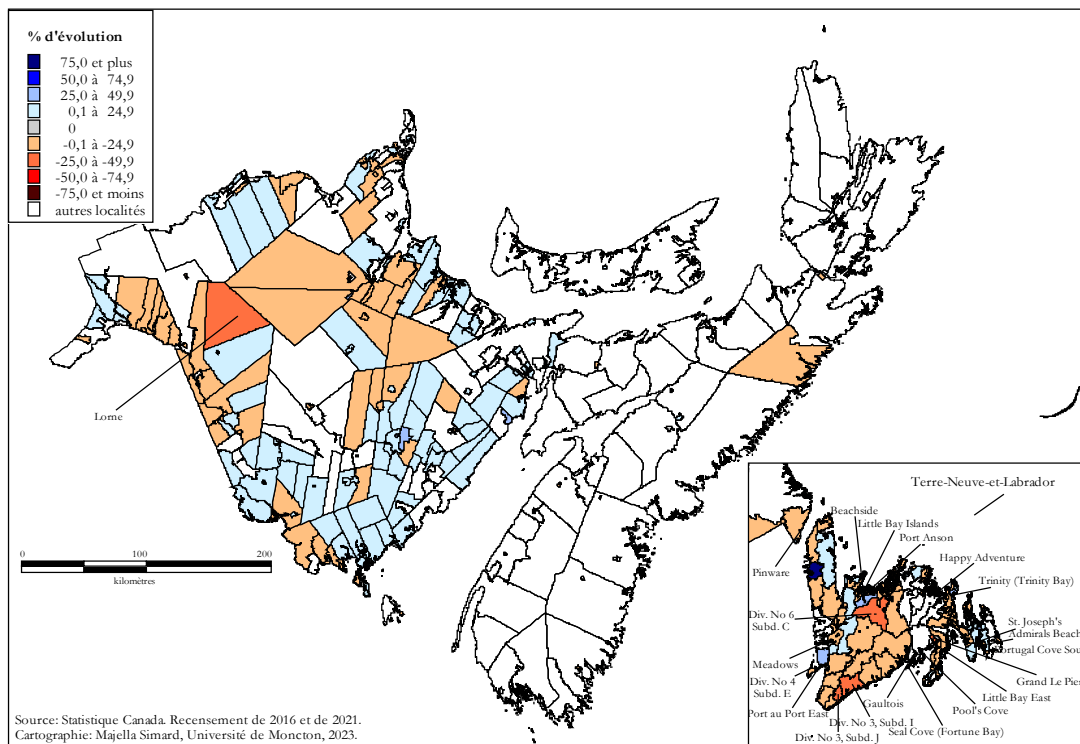 % d'évolution
75,0 et plus
50,0 à 74,9
25,0 à 49,9
0,1 à 24,9
0
-0,1 à -24,9
-25,0 à -49,9
-50,0 à -74,9
-75,0 et moins
autres localités
Lorne
0 100 200
kilomètres
Terre-Neuve-et-Labrador
Beachside
Little Bay Islands
Port Anson
Happy Adventure
Pinware
Trinity (Trinity Bay)
Div. No 6
Subd. C
St. Joseph's
Admirals Beach
Portugal Cove Sou
Meadows
Grand Le Pier
Div. No 4
Subd. E
Little Bay East
Gaultois
Port au Port East
Pool's Cove
Div. No 3, Subd. I
Seal Cove (Fortune Bay)
Div. No 3, Subd. J
Source: Statistique Canada. Recensement de 2016 et de 2021.
Cartographie: Majella Simard, Université de Moncton, 2023.